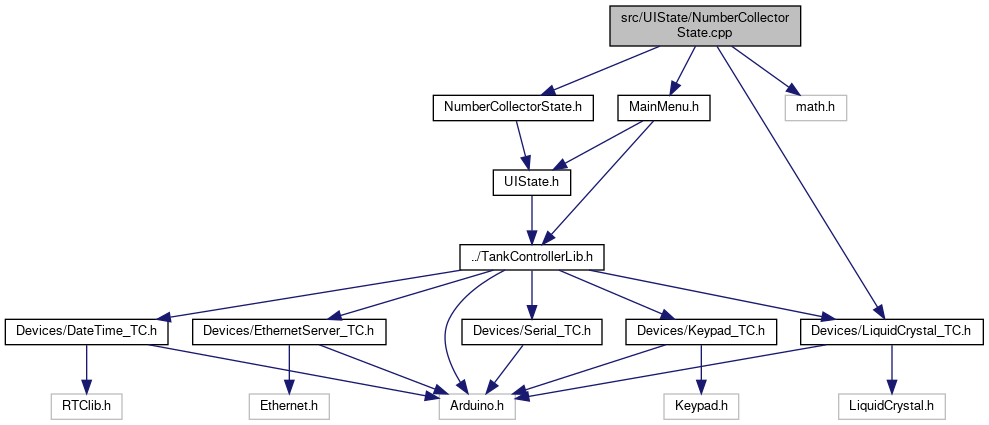 src/UIState/NumberCollector
State.cpp
NumberCollectorState.h
MainMenu.h
math.h
UIState.h
../TankControllerLib.h
Devices/DateTime_TC.h
Devices/EthernetServer_TC.h
Devices/Serial_TC.h
Devices/Keypad_TC.h
Devices/LiquidCrystal_TC.h
RTClib.h
Ethernet.h
Arduino.h
Keypad.h
LiquidCrystal.h